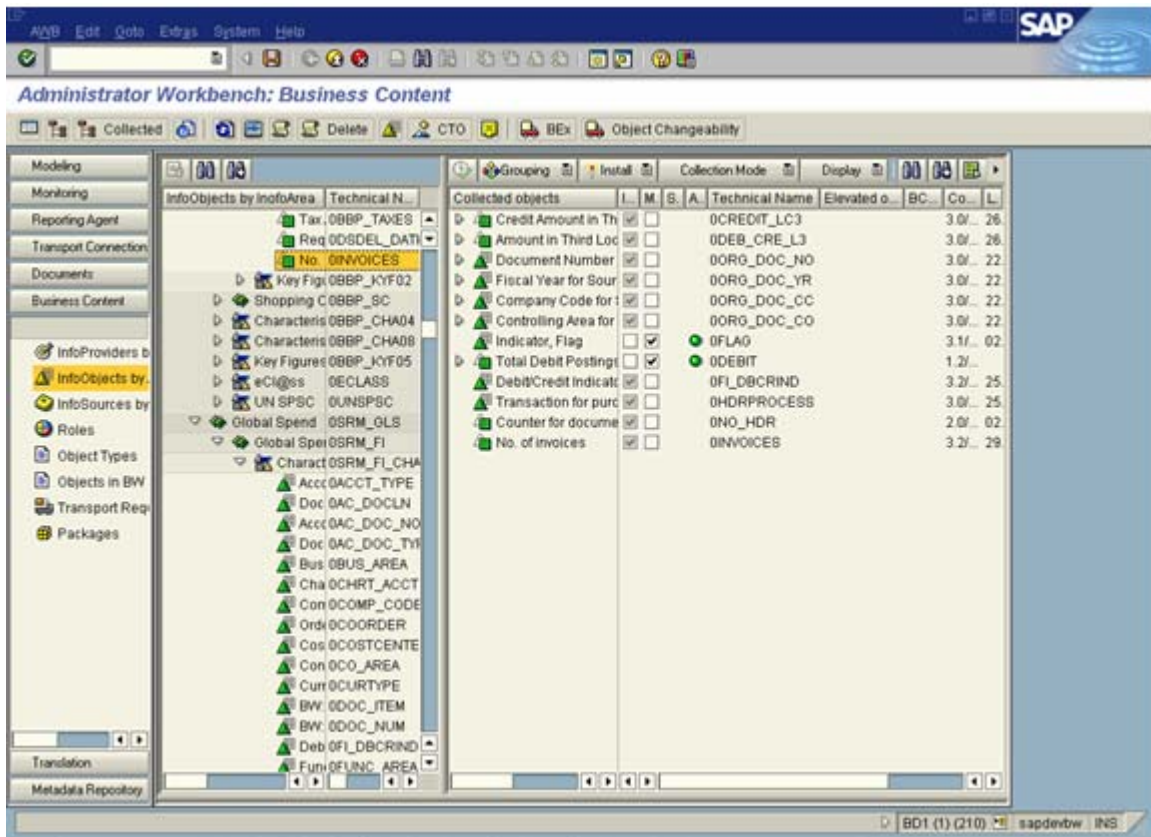 AWB Edit Goto Extras System Help
SAP
Administrator Workbench: Business Content
Collected Delete CTO BEx Object Changeability
Modeling
Monitoring
Reporting Agent
Transport Connection
Documents
Business Content
InfoProviders b
InfoObjects by.
InfoSources by
Roles
Object Types
Objects in BW
Transport Requ
Packages
Translation
Metadata Repository
InfoObjects by InofoArea Technical N...
Tax. 0BBP_TAXES
Req 0DSDEL_DATI
No. 0INVOICES
Key Figu 0BBP_KYF02
Shopping C 0BBP_SC
Characteris 0BBP_CHA04
Characteris 0BBP_CHA08
Key Figures 0BBP_KYF05
eCl@ss 0ECLASS
UN SPSC 0UNSPSC
Global Spend 0SRM_GLS
Global Sper 0SRM_FI
Charact 0SRM_FI_CHA
Acco 0ACCT_TYPE
Doc 0AC_DOCLN
Acco 0AC_DOC_NO
Doc 0AC_DOC_TYP
Bus 0BUS_AREA
Cha 0CHRT_ACCT
Com 0COMP_CODE
Orde 0COORDER
Cos 0COSTCENTE
Con 0CO_AREA
Curr 0CURTYPE
BW: 0DOC_ITEM
BW: 0DOC_NUM
Deb 0FI_DBCRIND
Fun 0FUNC_AREA
Grouping Install Collection Mode Display
Collected objects I... M. S. A.. Technical Name Elevated o... BC... Co... L.
Credit Amount in Th 0CREDIT_LC3 3.0/... 26.
Amount in Third Loc 0DEB_CRE_L3 3.0/... 26.
Document Number 0ORG_DOC_NO 3.0/... 22.
Fiscal Year for Sour 0ORG_DOC_YR 3.0/... 22.
Company Code for 0ORG_DOC_CC 3.0/... 22.
Controlling Area for 0ORG_DOC_CO 3.0/... 22.
Indicator, Flag 0FLAG 3.1/... 02.
Total Debit Postings 0DEBIT 1.2/...
Debit/Credit Indicato 0FI_DBCRIND 3.2/... 25.
Transaction for purc 0HDRPROCESS 3.0/... 25.
Counter for docume 0NO_HDR 2.0/... 02.
No. of invoices 0INVOICES 3.2/... 29.
BD1 (1) (210) sapdevbw INS